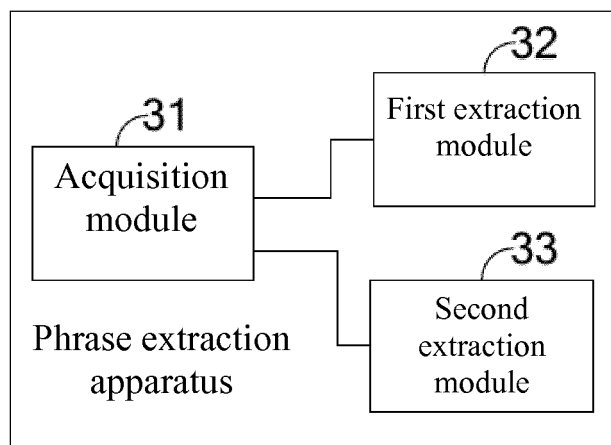 31
Acquisition
module
32
First extraction
module
33
Second
extraction
module
Phrase extraction
apparatus